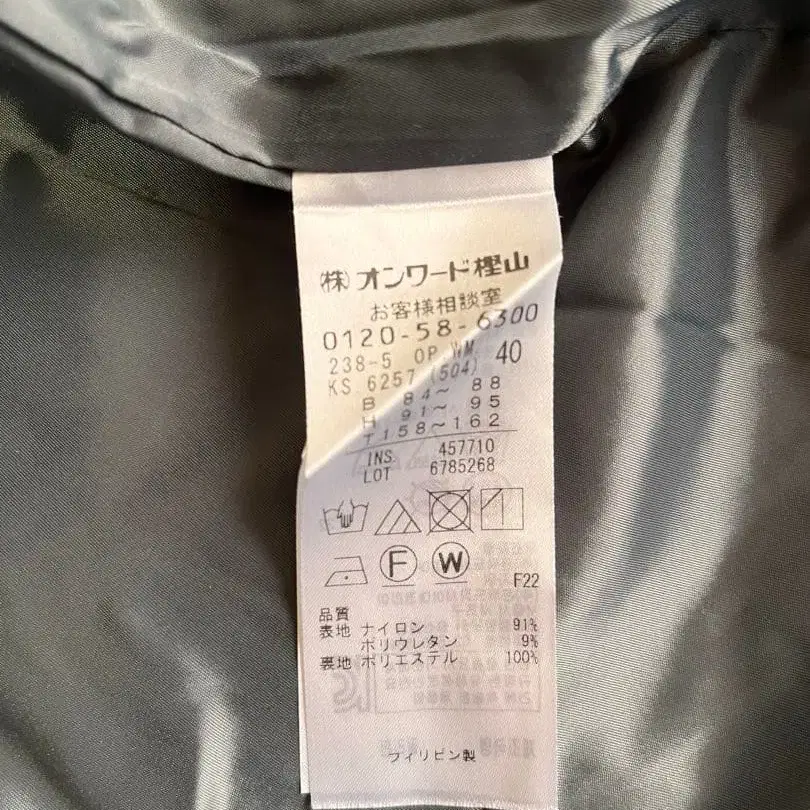 (株)オンワード樫山
お客様相談室
0120-58-6300
238-5 OP.WM. 40
KS 6257 (504)
B 84~ 88
H 91~ 95
T158~162
INS. 457710
LOT 6785268
F
W
F22
品質
表地 ナイロン 91%
ポリウレタン 9%
裏地 ポリエステル 100%
フィリピン製